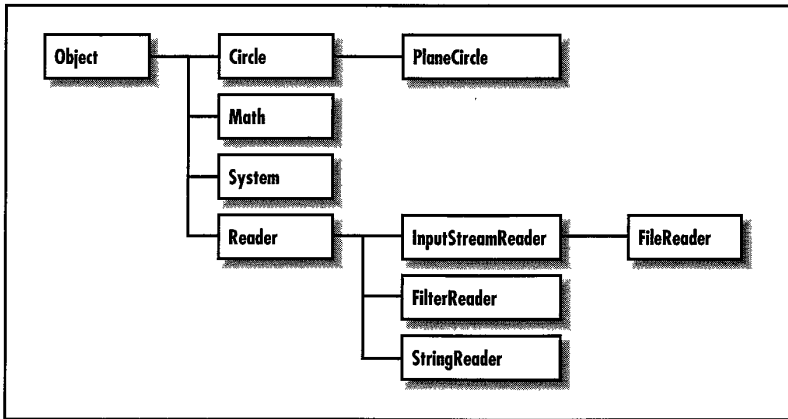 Object
Circle
PlaneCircle
Math
System
Reader
InputStreamReader
FileReader
FilterReader
StringReader